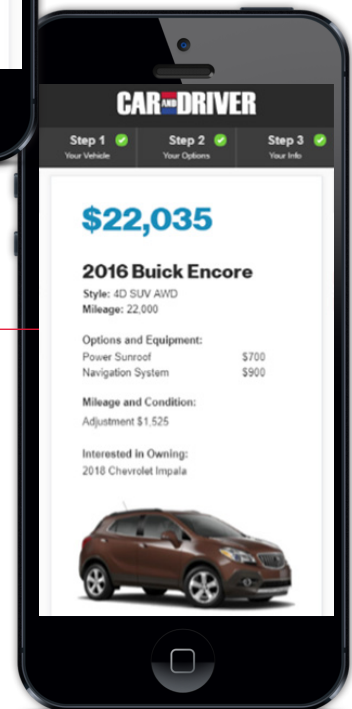 CAR AND DRIVER
Step 1 Step 2 Step 3
Your Vehicle Your Options Your Info
$22,035
2016 Buick Encore
Style: 4D SUV AWD
Mileage: 22,000
Options and Equipment:
Power Sunroof $700
Navigation System $900
Mileage and Condition:
Adjustment $1,525
Interested in Owning:
2018 Chevrolet Impala